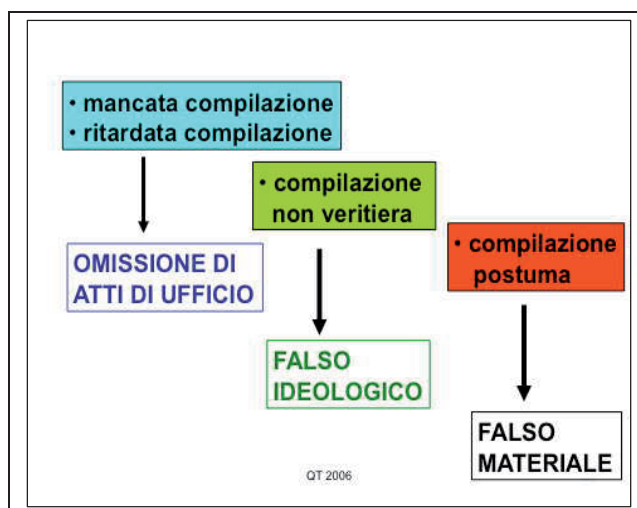 • mancata compilazione
• ritardata compilazione
• compilazione
non veritiera
• compilazione
postuma
OMISSIONE DI
ATTI DI UFFICIO
FALSO
IDEOLOGICO
FALSO
MATERIALE
QT 2006